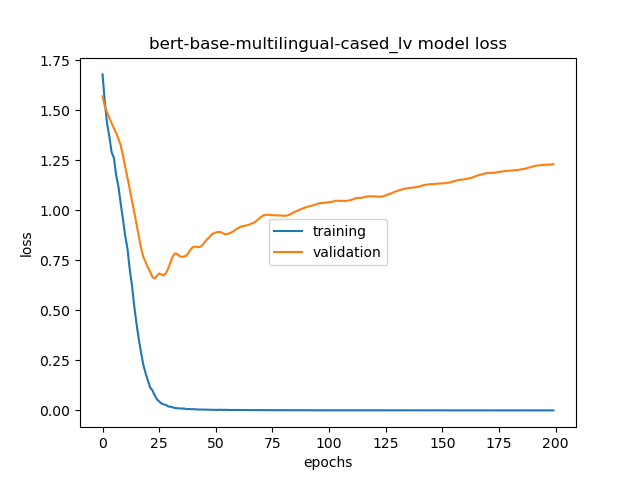 bert-base-multilingual-cased_lv model loss
1.75
1.50
1.25
1.00
0.75
0.50
0.25
0.00
loss
training
validation
0 25 50 75 100 125 150 175 200
epochs